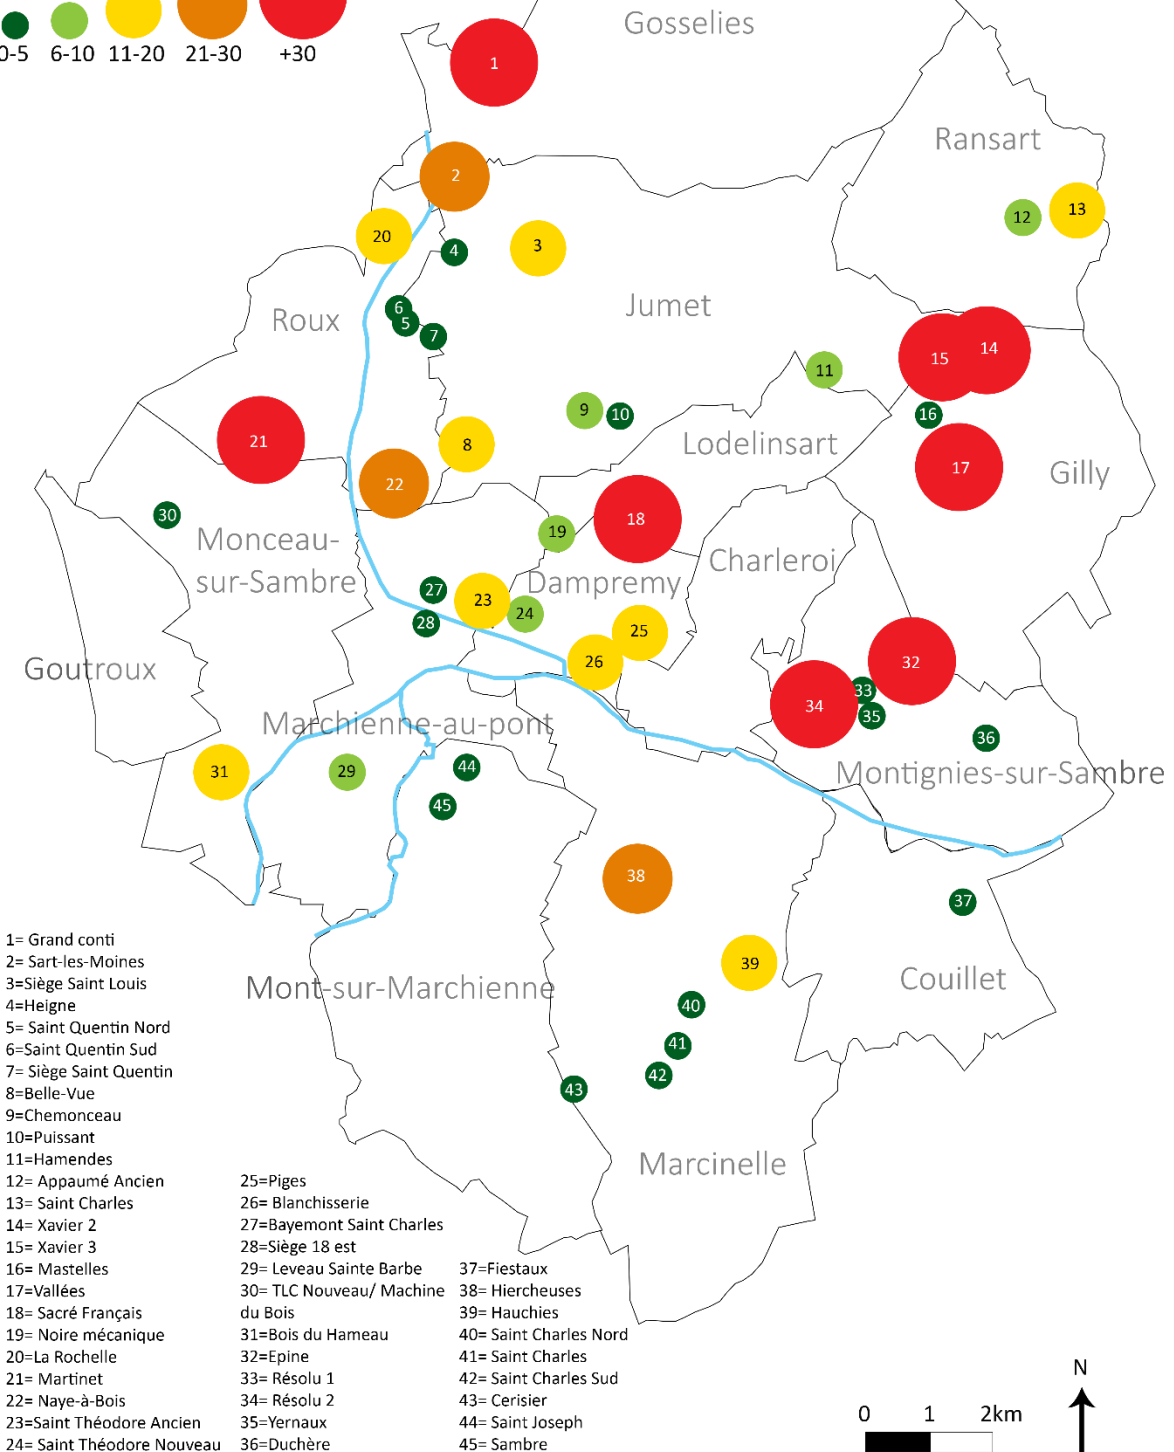 0-5 6-10 11-20 21-30 +30
Gosselies
1
Ransart
2
12 13
20
3
4
Jumet
6
Roux
5
7
14
15
11
9 10
16
21
8
Lodelinsart
17
Gilly
22
30
18
19
Monceau-
sur-Sambre
Charleroi
Dampremy
27
23
24
28
25
26
32
Goutroux
33
34
35
Marchienne-au-pont
36
31
29
44
Montignies-sur-Sambre
45
38
37
39
Couillet
Mont-sur-Marchienne
40
41
42
43
Marcinelle
1= Grand conti
2= Sart-les-Moines
3=Siège Saint Louis
4=Heigne
5= Saint Quentin Nord
6=Saint Quentin Sud
7= Siège Saint Quentin
8=Belle-Vue
9=Chemonceau
10=Puissant
11=Hamendes
12= Appaumé Ancien
13= Saint Charles
14= Xavier 2
15= Xavier 3
16= Mastelles
17=Vallées
18= Sacré Français
19= Noire mécanique
20=La Rochelle
21= Martinet
22= Naye-à-Bois
23=Saint Théodore Ancien
24= Saint Théodore Nouveau
25=Piges
26= Blanchisserie
27=Bayemont Saint Charles
28=Siège 18 est
29= Leveau Sainte Barbe
30= TLC Nouveau/ Machine
du Bois
31=Bois du Hameau
32=Epine
33= Résolu 1
34= Résolu 2
35=Yernaux
36=Duchère
37=Fiestaux
38= Hiercheuses
39= Hauchies
40= Saint Charles Nord
41= Saint Charles
42= Saint Charles Sud
43= Cerisier
44= Saint Joseph
45= Sambre
N
0 1 2km